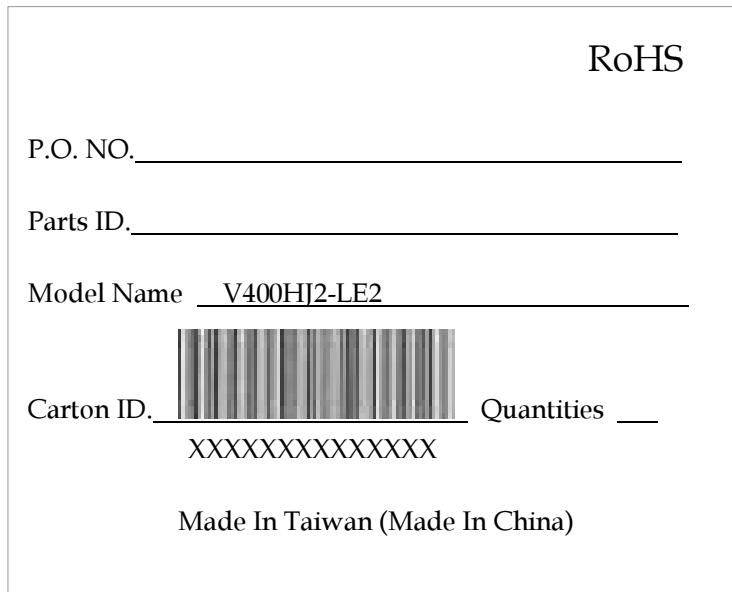 RoHS
P.O. NO.
Parts ID.
Model Name V400HJ2-LE2
Carton ID. Quantities
XXXXXXXXXXXXXX
Made In Taiwan (Made In China)